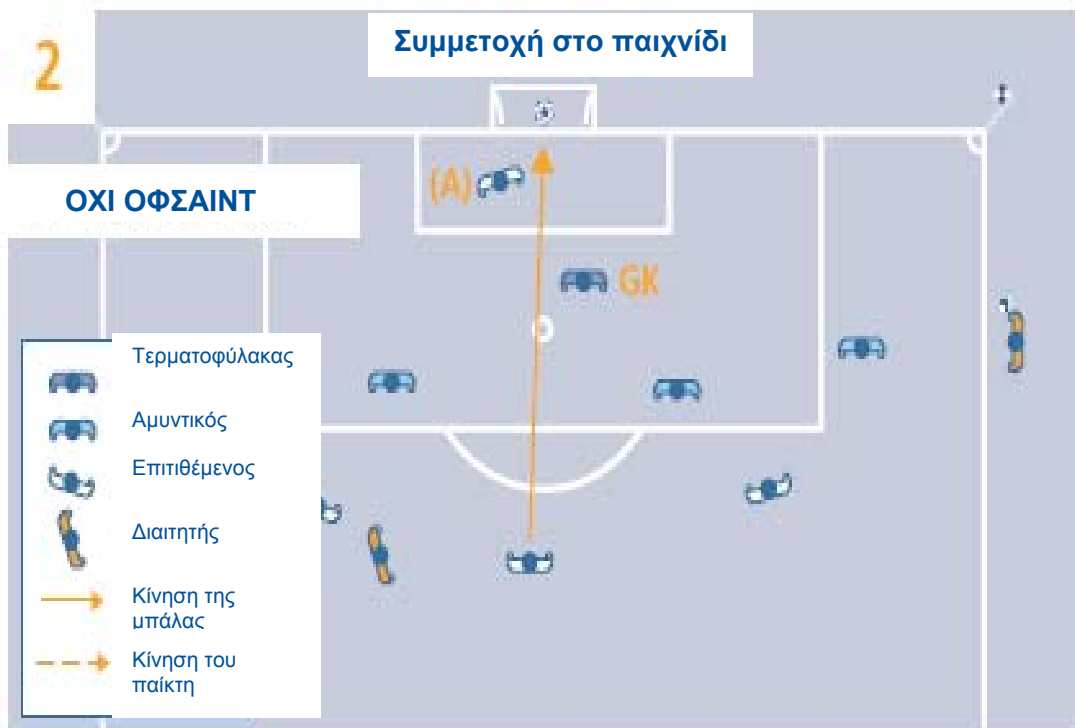 2
Συμμετοχή στο παιχνίδι
(A)
ΟΧΙ ΟΦΣΑΙΝΤ
GK
Τερματοφύλακας
Αμυντικός
Επιτιθέμενος
Διαιτητής
Κίνηση της
μπάλας
Κίνηση του
παίκτη